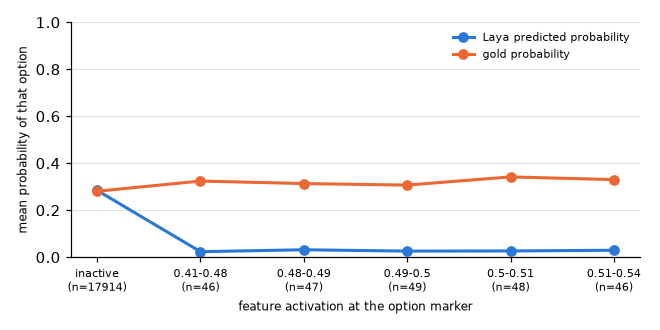 1.0
0.8
0.6
0.4
0.2
0.0
mean probability of that option
Laya predicted probability
gold probability
inactive
(n=17914)
0.41-0.48
(n=46)
0.48-0.49
(n=47)
0.49-0.5
(n=49)
0.5-0.51
(n=48)
0.51-0.54
(n=46)
feature activation at the option marker